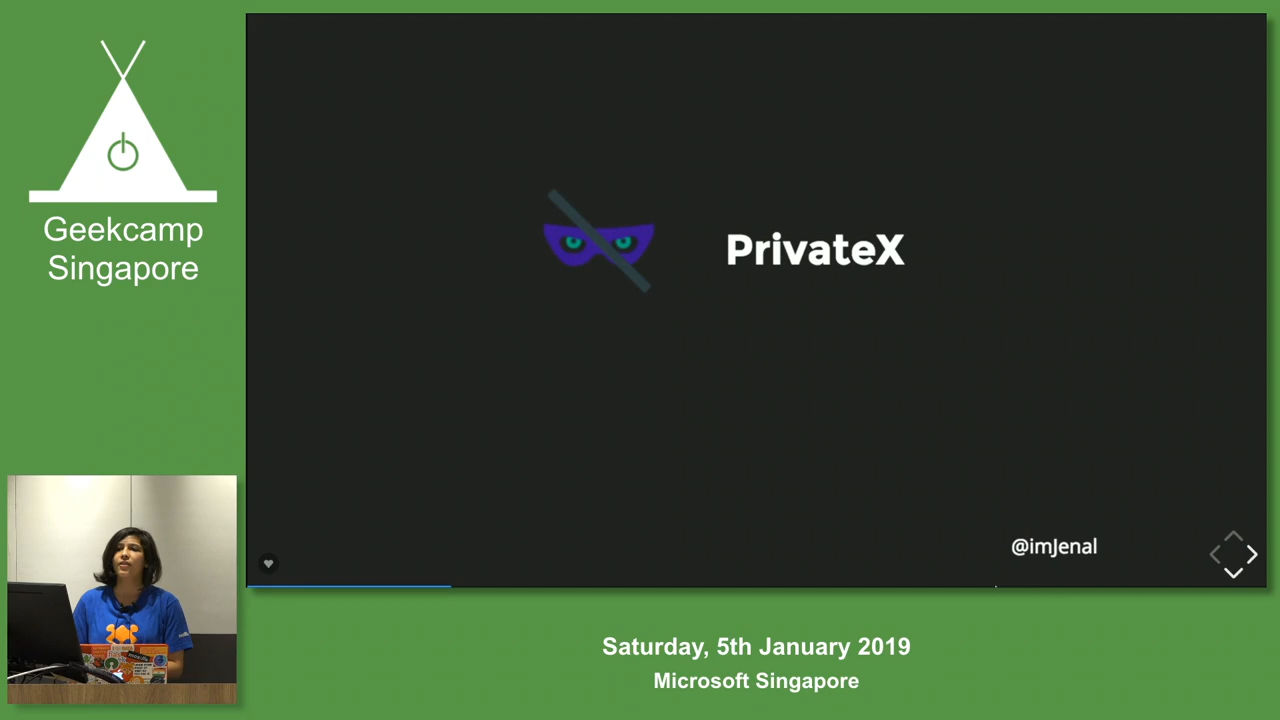 Geekcamp
Singapore
PrivateX
@imJenal
Saturday, 5th January 2019
Microsoft Singapore